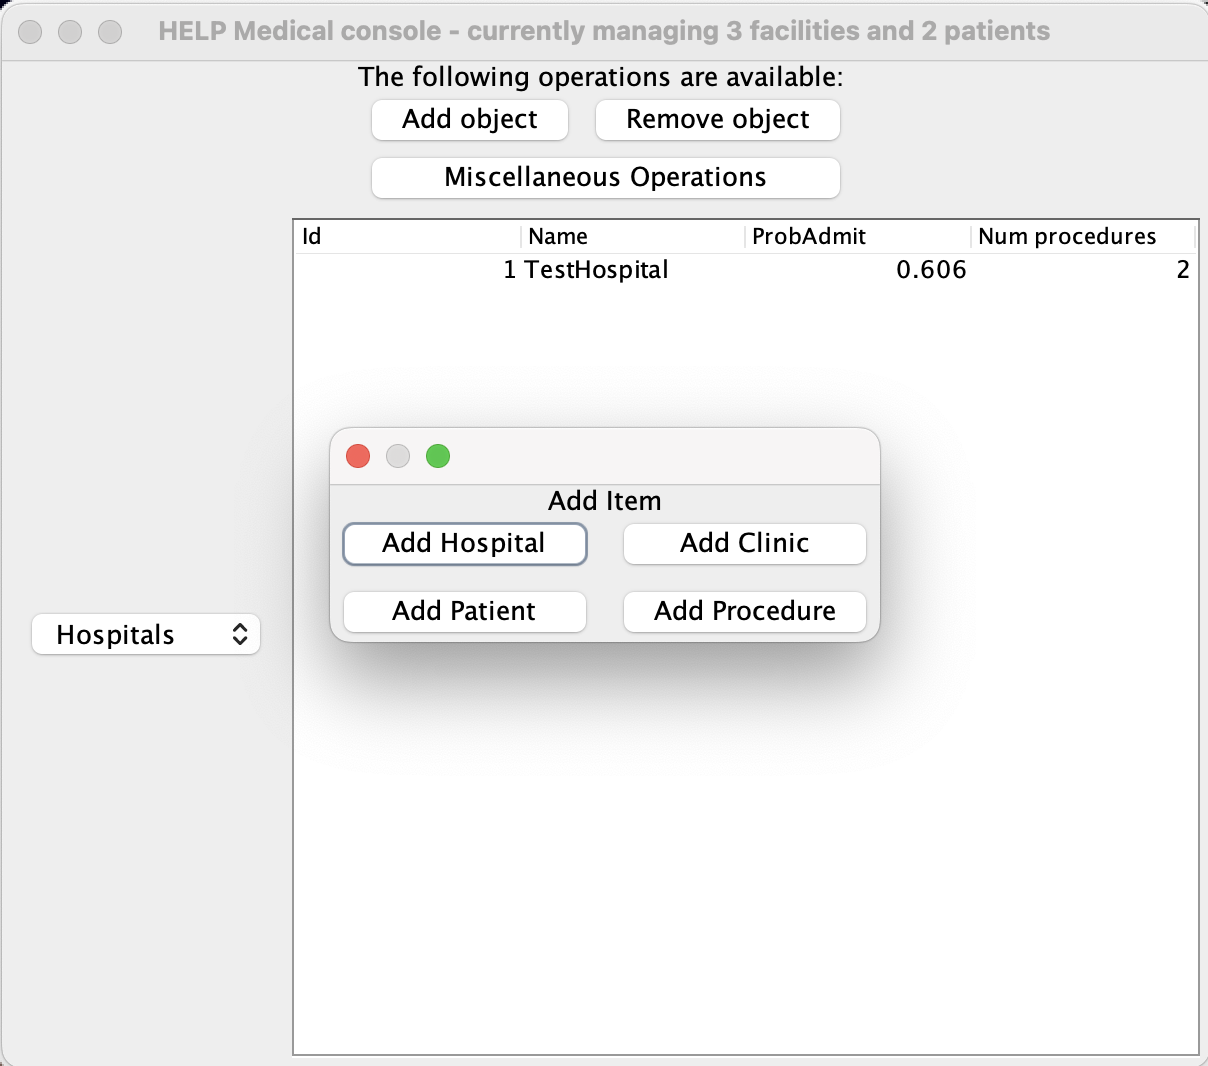 HELP Medical console - currently managing 3 facilities and 2 patients
The following operations are available:
Add object Remove object
Miscellaneous Operations
Id Name ProbAdmit Num procedures
1 TestHospital 0.606 2
Add Item
Add Hospital Add Clinic
Add Patient Add Procedure
Hospitals